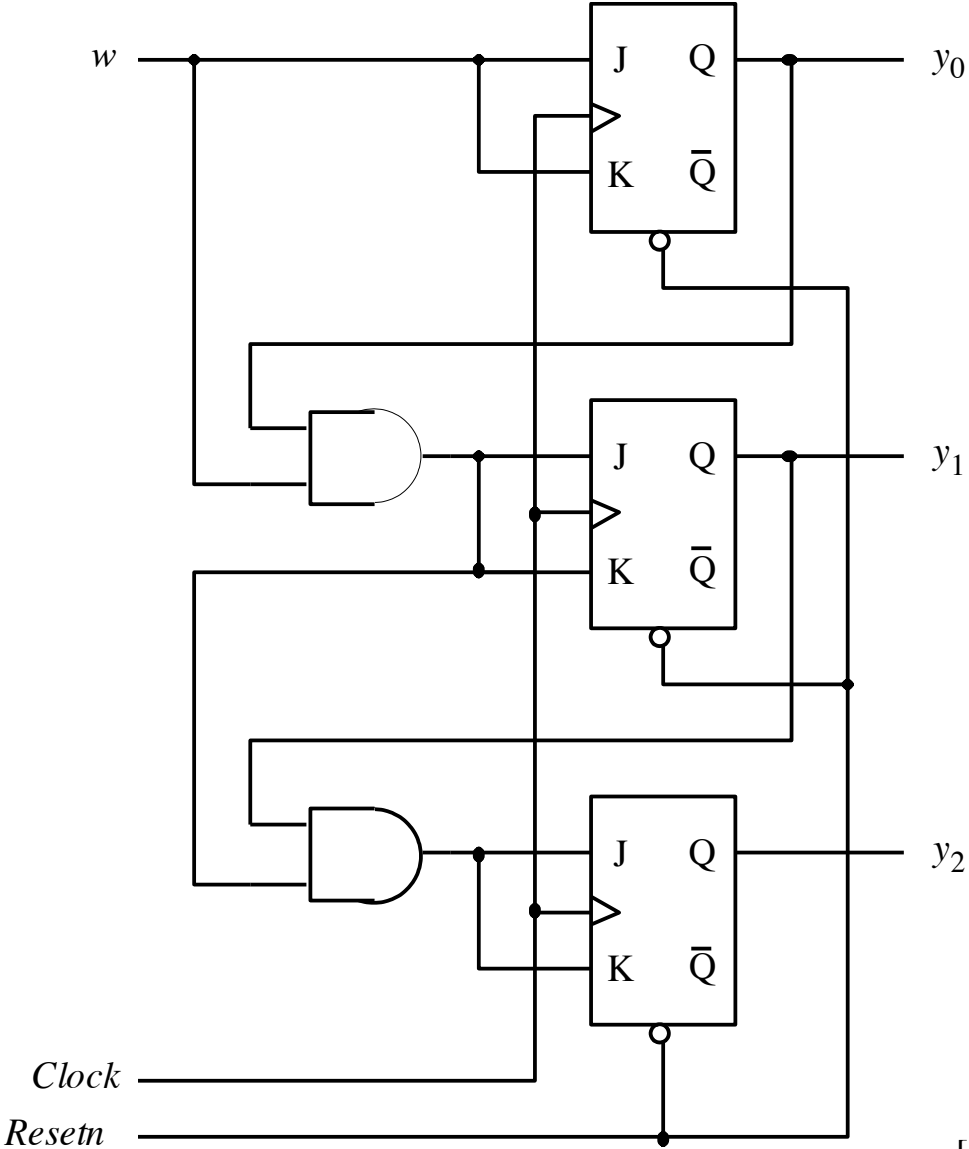 w J Q y0
K Q̅
J Q y1
K Q̅
J Q y2
K Q̅
Clock
Resetn